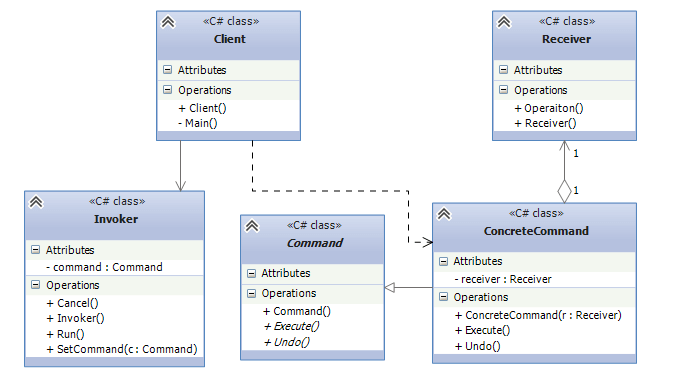 «C# class»
Client
Attributes
Operations
+ Client()
- Main()
«C# class»
Receiver
Attributes
Operations
+ Operaiton()
+ Receiver()
1
1
«C# class»
Invoker
Attributes
- command : Command
Operations
+ Cancel()
+ Invoker()
+ Run()
+ SetCommand(c : Command)
«C# class»
Command
Attributes
Operations
+ Command()
+ Execute()
+ Undo()
«C# class»
ConcreteCommand
Attributes
- receiver : Receiver
Operations
+ ConcreteCommand(r : Receiver)
+ Execute()
+ Undo()